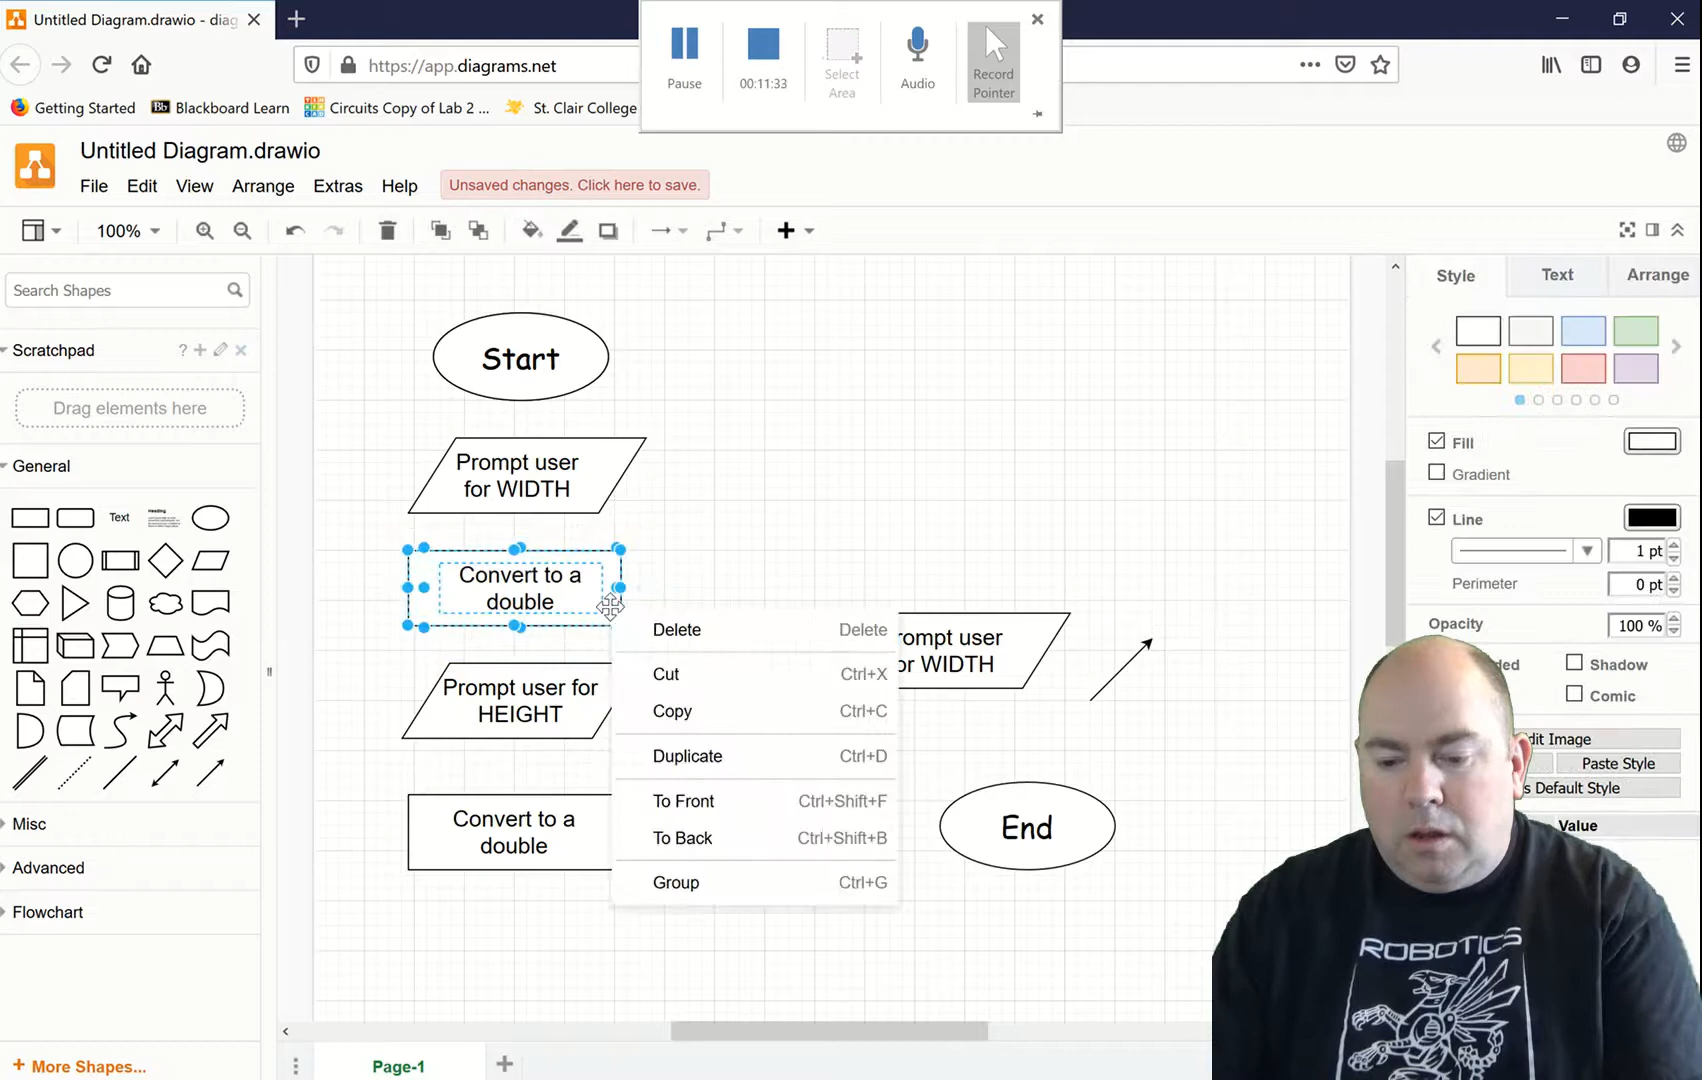 Untitled Diagram.drawio - diag
Pause
00:11:33
Select
Area
Audio
Record
Pointer
https://app.diagrams.net
Getting Started
Bb Blackboard Learn
Circuits Copy of Lab 2 ...
St. Clair College
Untitled Diagram.drawio
File Edit View Arrange Extras Help
Unsaved changes. Click here to save.
100%
Search Shapes
Scratchpad
?
Drag elements here
General
Text
Heading
Misc
Advanced
Flowchart
+ More Shapes...
Start
Prompt user
for WIDTH
Convert to a
double
Prompt user for
HEIGHT
Convert to a
double
Delete Delete
Cut Ctrl+X
Copy Ctrl+C
Duplicate Ctrl+D
To Front Ctrl+Shift+F
To Back Ctrl+Shift+B
Group Ctrl+G
rompt user
or WIDTH
End
Page-1
Style Text Arrange
Fill
Gradient
Line
1 pt
Perimeter 0 pt
Opacity 100 %
ded Shadow
Comic
dit Image
Paste Style
s Default Style
Value
ROBOTICS